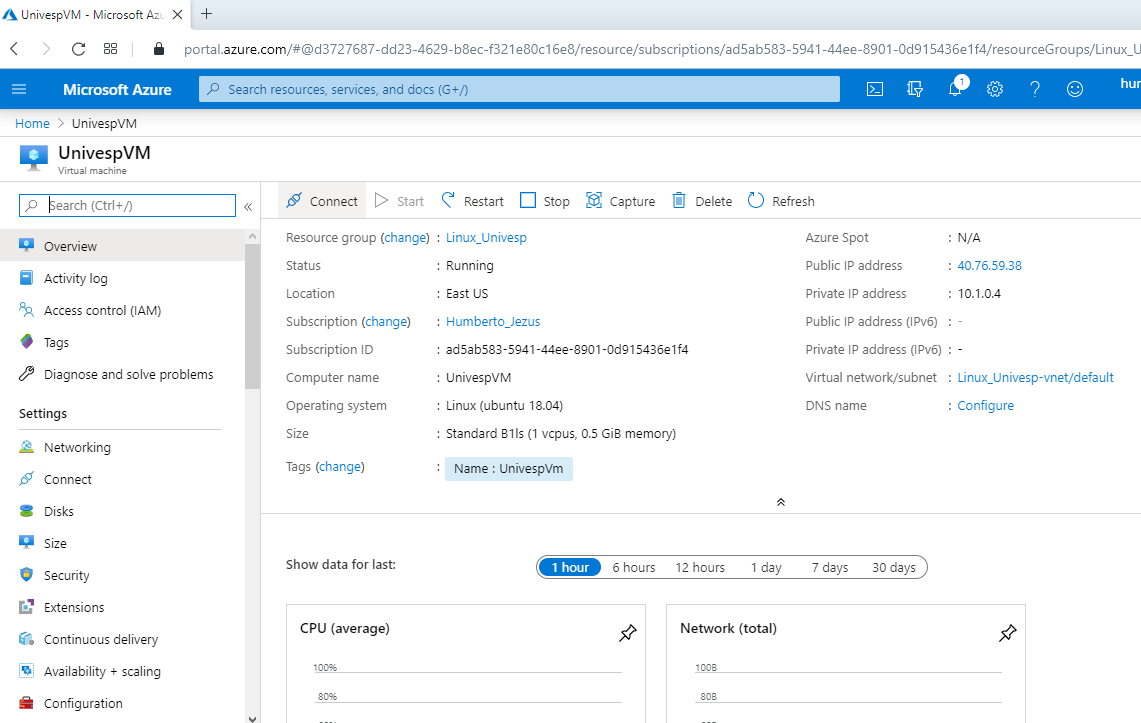 UnivespVM - Microsoft Azu
portal.azure.com/#@d3727687-dd23-4629-b8ec-f321e80c16e8/resource/subscriptions/ad5ab583-5941-44ee-8901-0d915436e1f4/resourceGroups/Linux_U
Microsoft Azure
Search resources, services, and docs (G+/)
1
hur
Home > UnivespVM
UnivespVM
Virtual machine
Search (Ctrl+/)
«
Overview
Activity log
Access control (IAM)
Tags
Diagnose and solve problems
Settings
Networking
Connect
Disks
Size
Security
Extensions
Continuous delivery
Availability + scaling
Configuration
Connect Start Restart Stop Capture Delete Refresh
Resource group (change) : Linux_Univesp
Status : Running
Location : East US
Subscription (change) : Humberto_Jezus
Subscription ID : ad5ab583-5941-44ee-8901-0d915436e1f4
Computer name : UnivespVM
Operating system : Linux (ubuntu 18.04)
Size : Standard B1ls (1 vcpus, 0.5 GiB memory)
Tags (change) : Name : UnivespVm
Azure Spot : N/A
Public IP address : 40.76.59.38
Private IP address : 10.1.0.4
Public IP address (IPv6) : -
Private IP address (IPv6) : -
Virtual network/subnet : Linux_Univesp-vnet/default
DNS name : Configure
Show data for last: 1 hour 6 hours 12 hours 1 day 7 days 30 days
CPU (average)
100%
80%
Network (total)
100B
80B